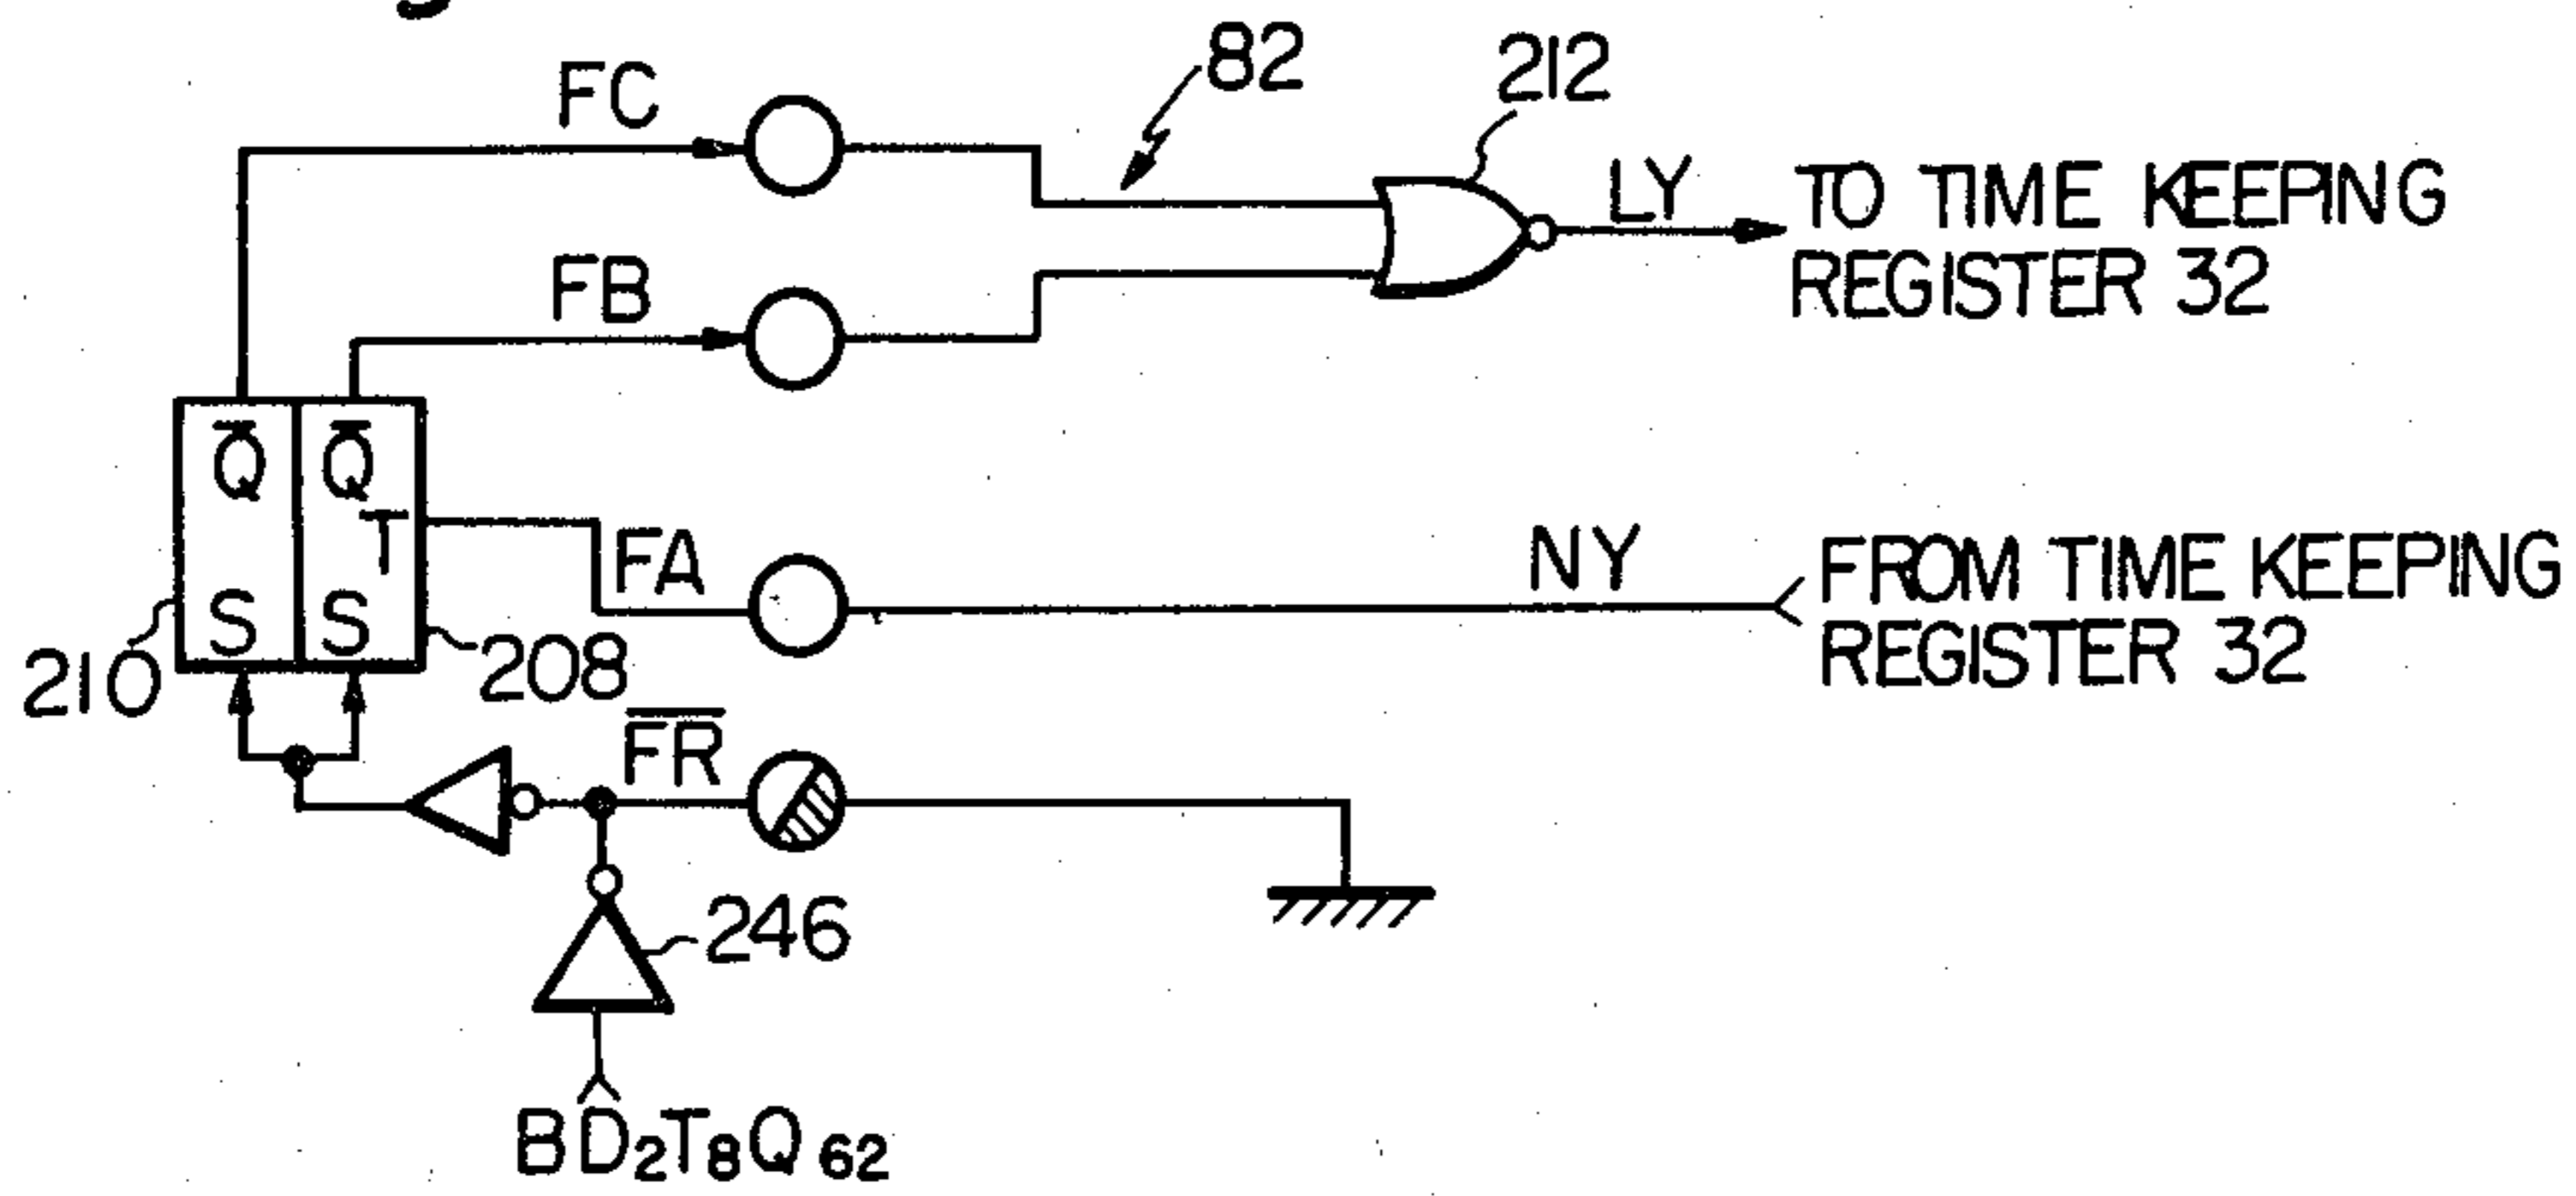 82
212
FC
LY
TO TIME KEEPING
REGISTER 32
FB
Q̅ Q̅
T
FA
NY
FROM TIME KEEPING
REGISTER 32
S S
210
208
F̅R̅
246
BD₂T₈Q₆₂